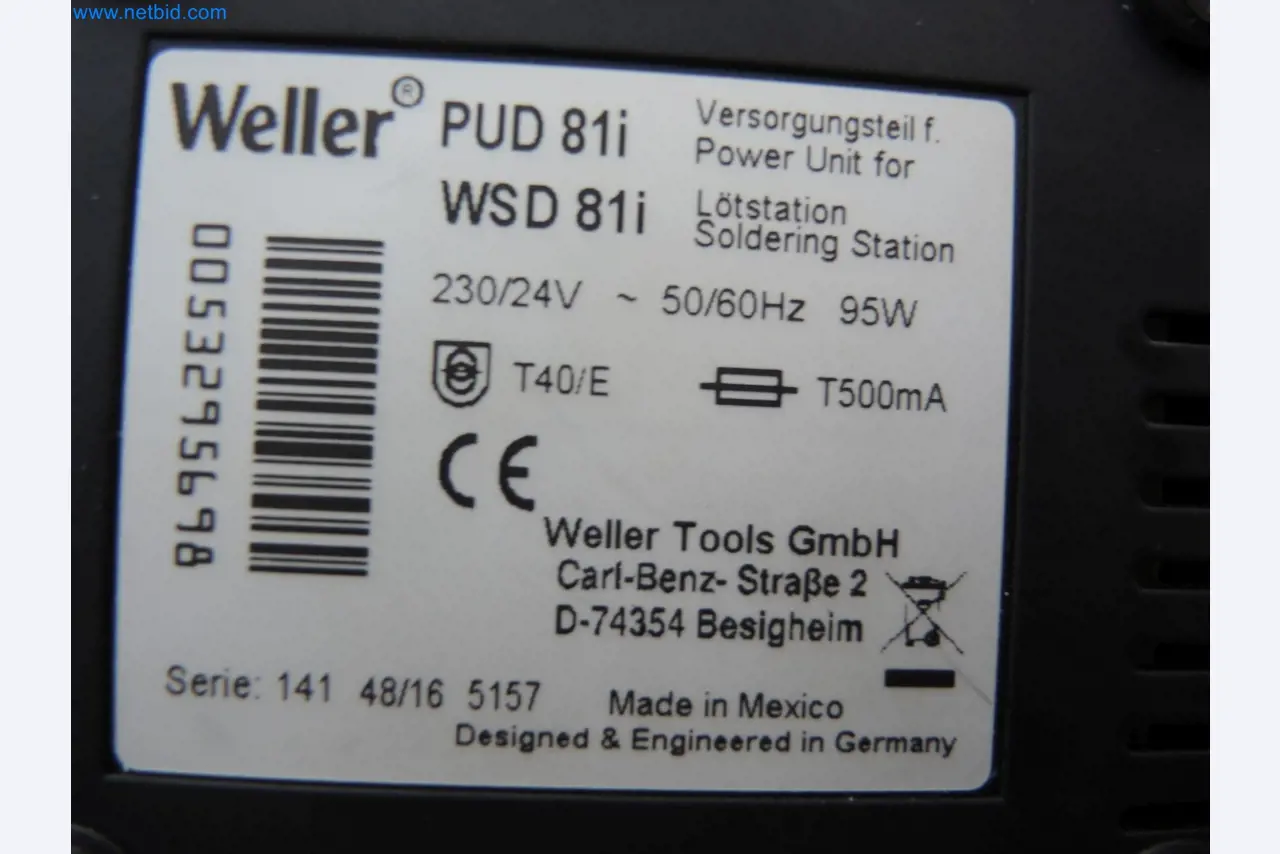 www.netbid.com
Weller® PUD 81i
Versorgungsteil f.
Power Unit for
WSD 81i
Lötstation
Soldering Station
230/24V ~ 50/60Hz 95W
T40/E
T500mA
CE
Weller Tools GmbH
Carl-Benz- Straße 2
D-74354 Besigheim
Serie: 141 48/16 5157
Made in Mexico
Designed & Engineered in Germany